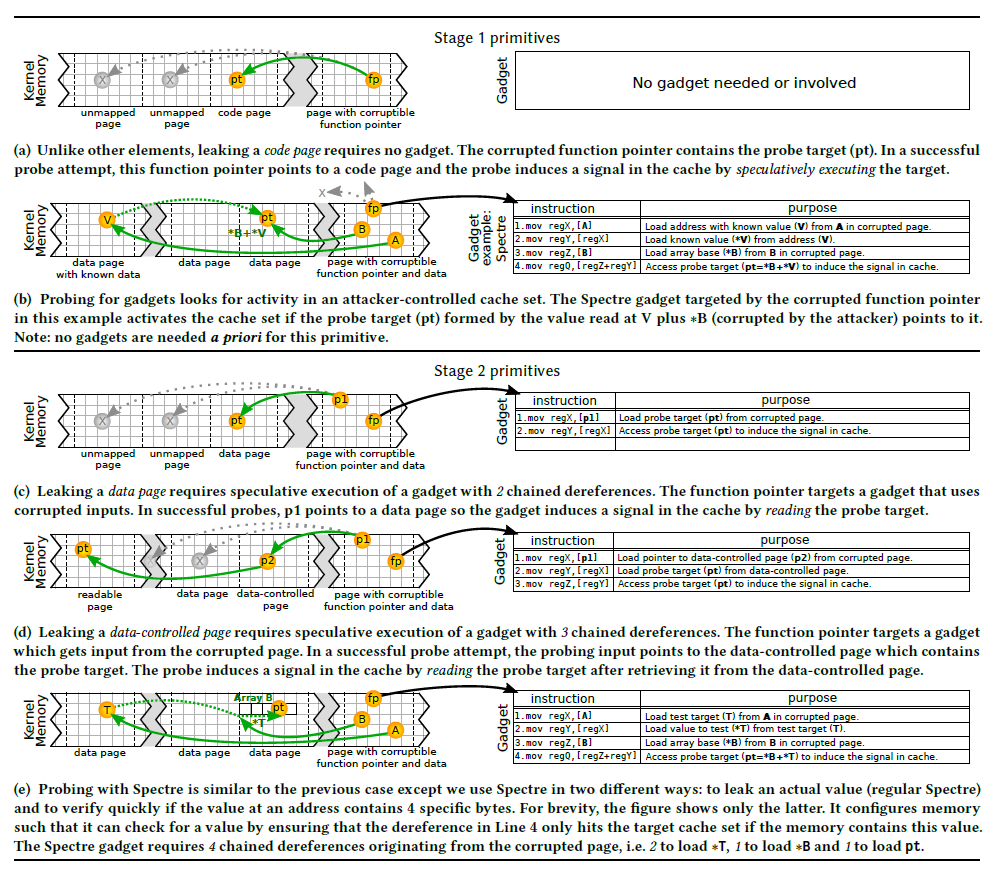 Stage 1 primitives
Kernel
Memory
X
X
pt
fp
unmapped
page
unmapped
page
code page
page with corruptible
function pointer
Gadget
No gadget needed or involved
(a) Unlike other elements, leaking a code page requires no gadget. The corrupted function pointer contains the probe target (pt). In a successful
probe attempt, this function pointer points to a code page and the probe induces a signal in the cache by speculatively executing the target.
Kernel
Memory
X
V
pt
*B+*V
fp
B
A
data page
with known data
data page
data page
page with corruptible
function pointer and data
Gadget
example:
Spectre
instruction purpose
1.mov regX,[A] Load address with known value (V) from A in corrupted page.
2.mov regY,[regX] Load known value (*V) from address (V).
3.mov regZ,[B] Load array base (*B) from B in corrupted page.
4.mov regQ,[regZ+regY] Access probe target (pt=*B+*V) to induce the signal in cache.
(b) Probing for gadgets looks for activity in an attacker-controlled cache set. The Spectre gadget targeted by the corrupted function pointer
in this example activates the cache set if the probe target (pt) formed by the value read at V plus *B (corrupted by the attacker) points to it.
Note: no gadgets are needed a priori for this primitive.
Stage 2 primitives
Kernel
Memory
X
X
pt
p1
fp
unmapped
page
unmapped
page
data page
page with corruptible
function pointer and data
Gadget
instruction purpose
1.mov regX,[p1] Load probe target (pt) from corrupted page.
2.mov regY,[regX] Access probe target (pt) to induce the signal in cache.
(c) Leaking a data page requires speculative execution of a gadget with 2 chained dereferences. The function pointer targets a gadget that uses
corrupted inputs. In successful probes, p1 points to a data page so the gadget induces a signal in the cache by reading the probe target.
Kernel
Memory
pt
X
p2
p1
fp
readable
page
data page
data-controlled
page
page with corruptible
function pointer and data
Gadget
instruction purpose
1.mov regX,[p1] Load pointer to data-controlled page (p2) from corrupted page.
2.mov regY,[regX] Load probe target (pt) from data-controlled page.
3.mov regZ,[regY] Access probe target (pt) to induce the signal in cache.
(d) Leaking a data-controlled page requires speculative execution of a gadget with 3 chained dereferences. The function pointer targets a gadget
which gets input from the corrupted page. In a successful probe attempt, the probing input points to the data-controlled page which contains
the probe target. The probe induces a signal in the cache by reading the probe target after retrieving it from the data-controlled page.
Kernel
Memory
T
Array B
pt
*T
fp
B
A
data page
data page
data page
page with corruptible
function pointer and data
Gadget
instruction purpose
1.mov regX,[A] Load test target (T) from A in corrupted page.
2.mov regY,[regX] Load value to test (*T) from test target (T).
3.mov regZ,[B] Load array base (*B) from B in corrupted page.
4.mov regQ,[regZ+regY] Access probe target (pt=*B+*T) to induce the signal in cache.
(e) Probing with Spectre is similar to the previous case except we use Spectre in two different ways: to leak an actual value (regular Spectre)
and to verify quickly if the value at an address contains 4 specific bytes. For brevity, the figure shows only the latter. It configures memory
such that it can check for a value by ensuring that the dereference in Line 4 only hits the target cache set if the memory contains this value.
The Spectre gadget requires 4 chained dereferences originating from the corrupted page, i.e. 2 to load *T, 1 to load *B and 1 to load pt.